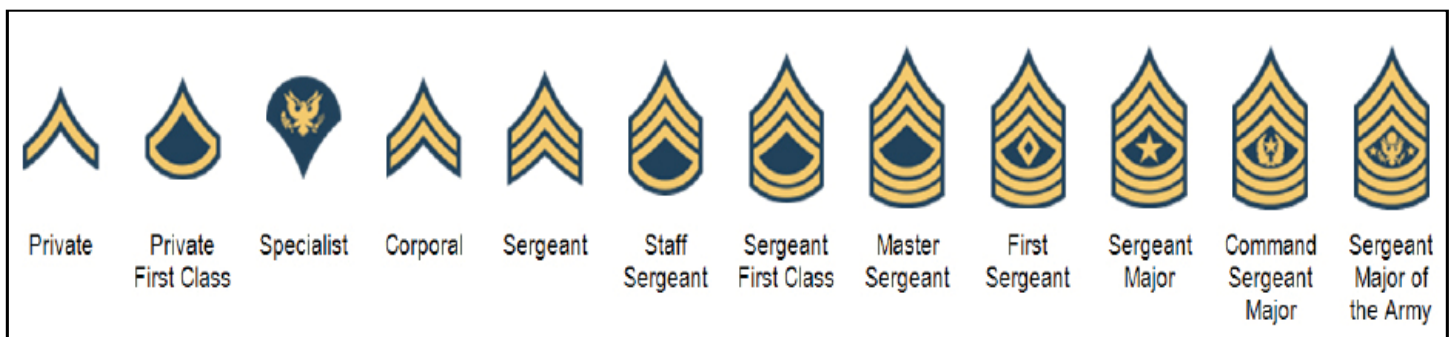 Private
Private
First Class
Specialist
Corporal
Sergeant
Staff
Sergeant
Sergeant
First Class
Master
Sergeant
First
Sergeant
Sergeant
Major
Command
Sergeant
Major
Sergeant
Major of
the Army